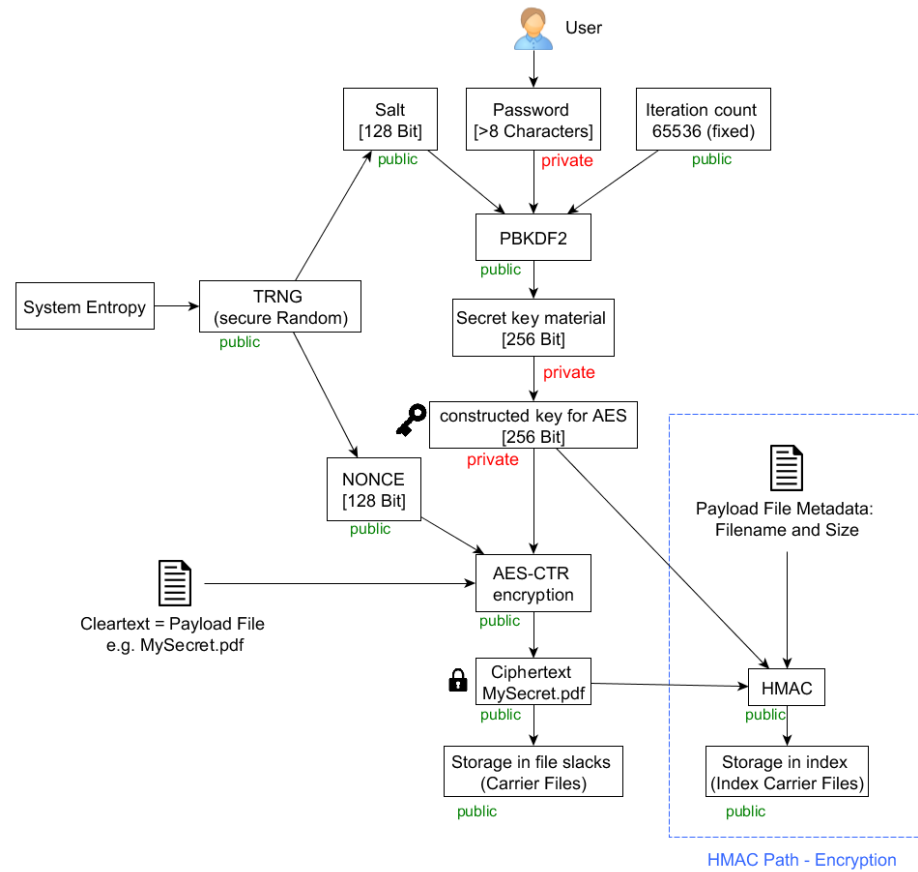 User
Salt
[128 Bit]
public
Password
[>8 Characters]
private
Iteration count
65536 (fixed)
public
PBKDF2
public
System Entropy
TRNG
(secure Random)
public
Secret key material
[256 Bit]
private
constructed key for AES
[256 Bit]
private
NONCE
[128 Bit]
public
Payload File Metadata:
Filename and Size
Cleartext = Payload File
e.g. MySecret.pdf
AES-CTR
encryption
public
Ciphertext
MySecret.pdf
public
HMAC
public
Storage in file slacks
(Carrier Files)
public
Storage in index
(Index Carrier Files)
public
HMAC Path - Encryption